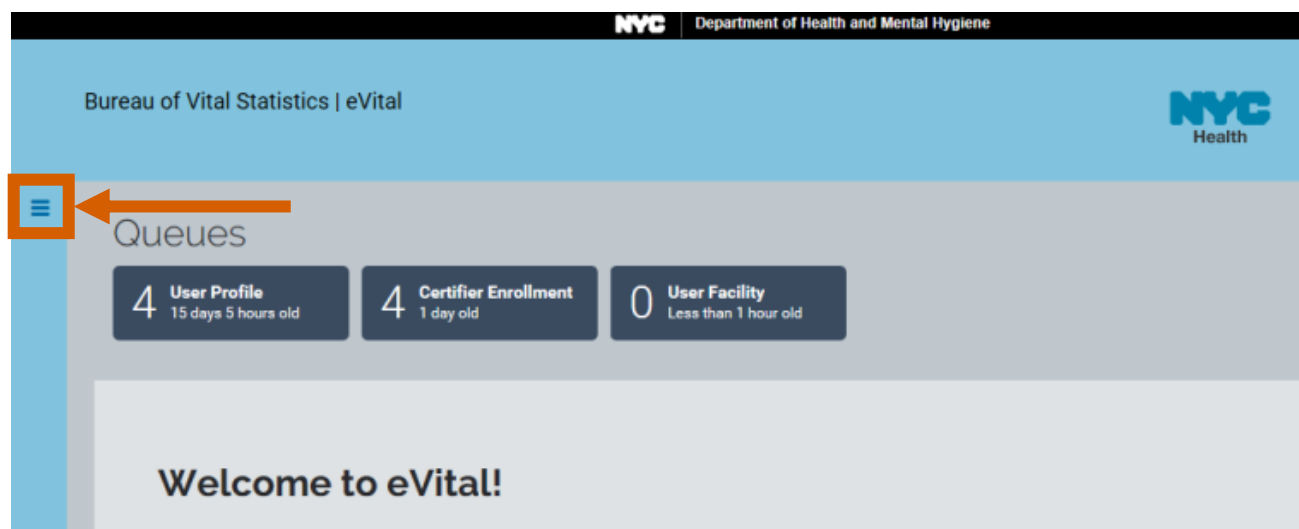 NYC Department of Health and Mental Hygiene
Bureau of Vital Statistics | eVital
NYC
Health
Queues
4 User Profile
15 days 5 hours old
4 Certifier Enrollment
1 day old
0 User Facility
Less than 1 hour old
Welcome to eVital!